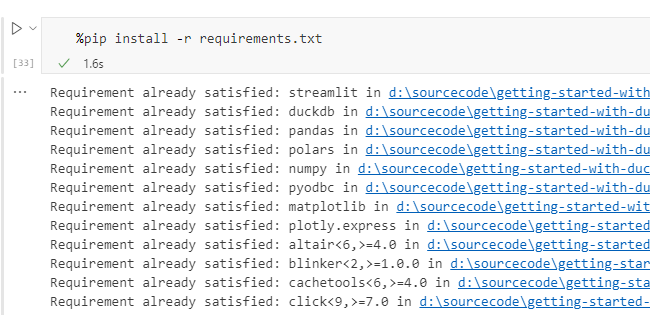 %pip install -r requirements.txt
[33] ✓ 1.6s
... Requirement already satisfied: streamlit in d:\sourcecode\getting-started-with
Requirement already satisfied: duckdb in d:\sourcecode\getting-started-with-du
Requirement already satisfied: pandas in d:\sourcecode\getting-started-with-du
Requirement already satisfied: polars in d:\sourcecode\getting-started-with-du
Requirement already satisfied: numpy in d:\sourcecode\getting-started-with-duc
Requirement already satisfied: pyodbc in d:\sourcecode\getting-started-with-du
Requirement already satisfied: matplotlib in d:\sourcecode\getting-started-wit
Requirement already satisfied: plotly.express in d:\sourcecode\getting-started
Requirement already satisfied: altair<6,>=4.0 in d:\sourcecode\getting-started
Requirement already satisfied: blinker<2,>=1.0.0 in d:\sourcecode\getting-star
Requirement already satisfied: cachetools<6,>=4.0 in d:\sourcecode\getting-sta
Requirement already satisfied: click<9,>=7.0 in d:\sourcecode\getting-started-